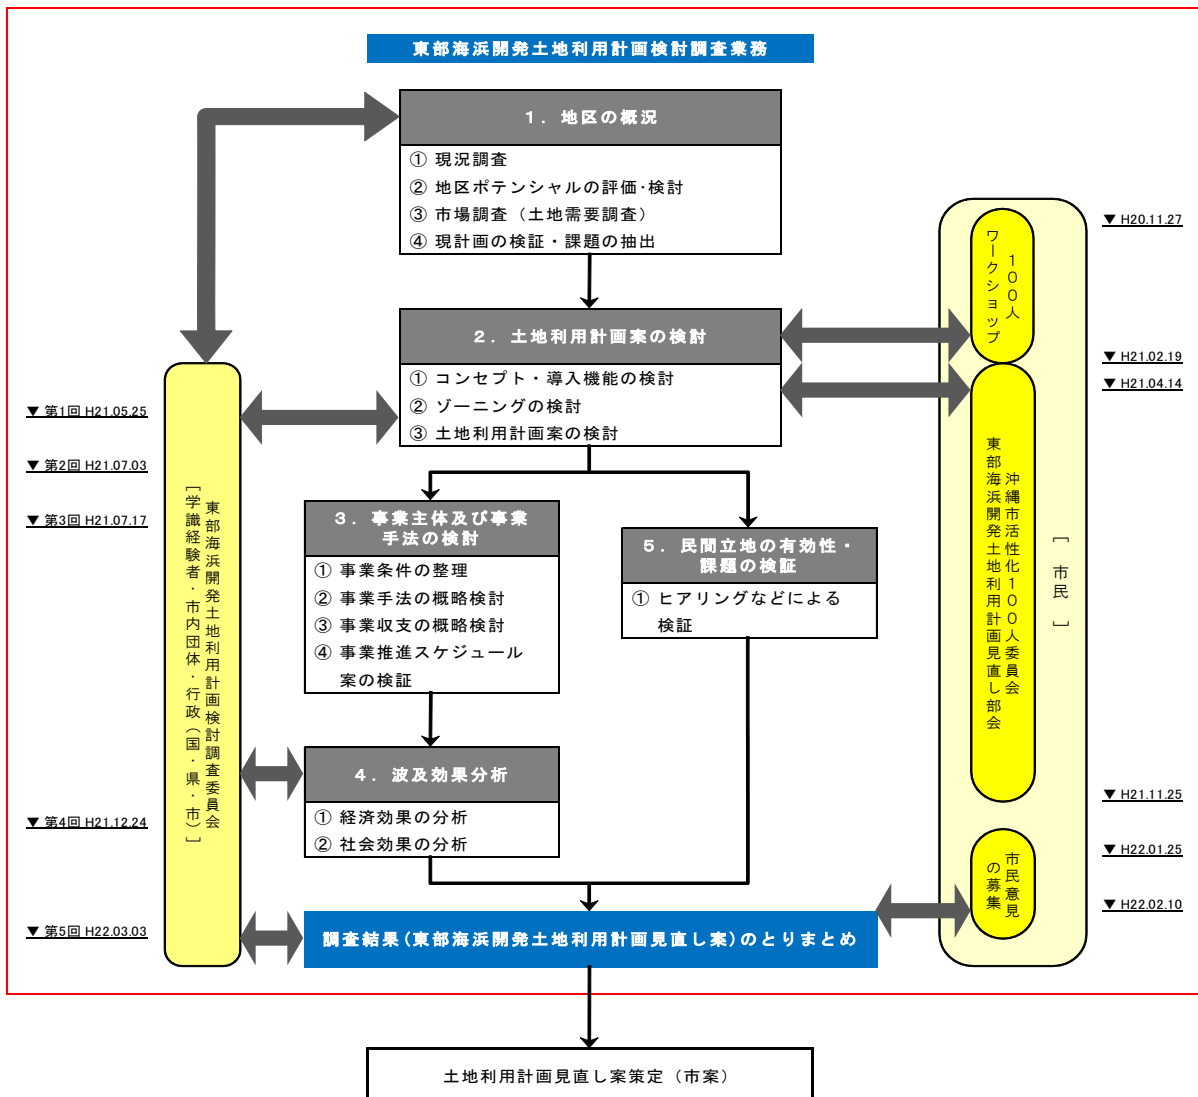 東部海浜開発土地利用計画検討調査業務
１．地区の概況
① 現況調査
② 地区ポテンシャルの評価・検討
③ 市場調査（土地需要調査）
④ 現計画の検証・課題の抽出
２．土地利用計画案の検討
① コンセプト・導入機能の検討
② ゾーニングの検討
③ 土地利用計画案の検討
３．事業主体及び事業
手法の検討
① 事業条件の整理
② 事業手法の概略検討
③ 事業収支の概略検討
④ 事業推進スケジュール
案の検証
５．民間立地の有効性・
課題の検証
① ヒアリングなどによる
検証
４．波及効果分析
① 経済効果の分析
② 社会効果の分析
調査結果（東部海浜開発土地利用計画見直し案）のとりまとめ
土地利用計画見直し案策定（市案）
▼ 第1回 H21.05.25
▼ 第2回 H21.07.03
▼ 第3回 H21.07.17
▼ 第4回 H21.12.24
▼ 第5回 H22.03.03
東部海浜開発土地利用計画検討調査委員会
［学識経験者・市内団体・行政（国・県・市）］
１００人
ワークショップ
沖縄市活性化１００人委員会
東部海浜開発土地利用計画見直し部会
市民意見
の募集
［ 市民 ］
▼ H20.11.27
▼ H21.02.19
▼ H21.04.14
▼ H21.11.25
▼ H22.01.25
▼ H22.02.10